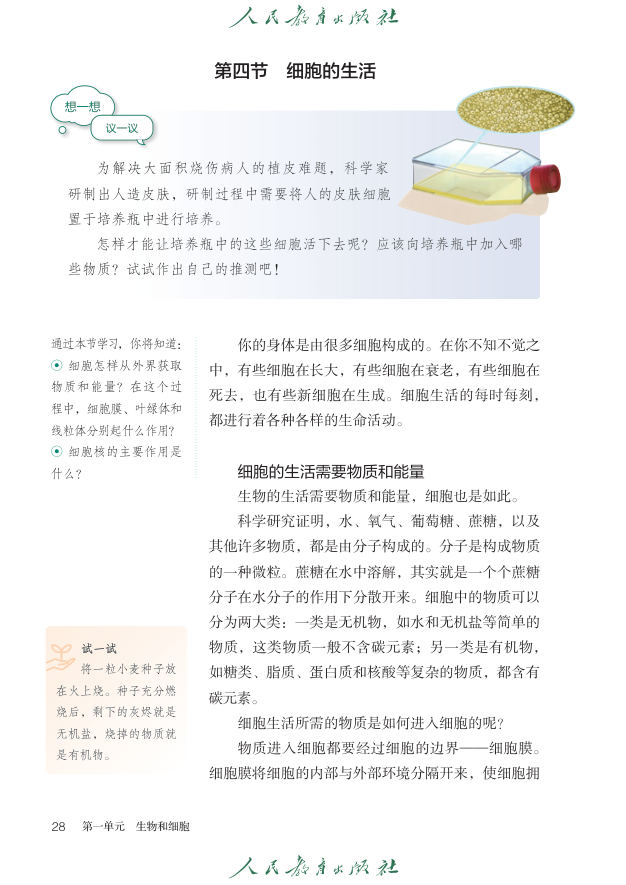 人民教育出版社
第四节 细胞的生活
想一想
议一议
为解决大面积烧伤病人的植皮难题，科学家
研制出人造皮肤，研制过程中需要将人的皮肤细胞
置于培养瓶中进行培养。
怎样才能让培养瓶中的这些细胞活下去呢？应该向培养瓶中加入哪
些物质？试试作出自己的推测吧！
通过本节学习，你将知道：
细胞怎样从外界获取
物质和能量？在这个过
程中，细胞膜、叶绿体和
线粒体分别起什么作用？
细胞核的主要作用是
什么？
你的身体是由很多细胞构成的。在你不知不觉之
中，有些细胞在长大，有些细胞在衰老，有些细胞在
死去，也有些新细胞在生成。细胞生活的每时每刻，
都进行着各种各样的生命活动。
细胞的生活需要物质和能量
生物的生活需要物质和能量，细胞也是如此。
科学研究证明，水、氧气、葡萄糖、蔗糖，以及
其他许多物质，都是由分子构成的。分子是构成物质
的一种微粒。蔗糖在水中溶解，其实就是一个个蔗糖
分子在水分子的作用下分散开来。细胞中的物质可以
分为两大类：一类是无机物，如水和无机盐等简单的
物质，这类物质一般不含碳元素；另一类是有机物，
如糖类、脂质、蛋白质和核酸等复杂的物质，都含有
碳元素。
细胞生活所需的物质是如何进入细胞的呢？
物质进入细胞都要经过细胞的边界——细胞膜。
细胞膜将细胞的内部与外部环境分隔开来，使细胞拥
试一试
将一粒小麦种子放
在火上烧。种子充分燃
烧后，剩下的灰烬就是
无机盐，烧掉的物质就
是有机物。
28 第一单元 生物和细胞
人民教育出版社